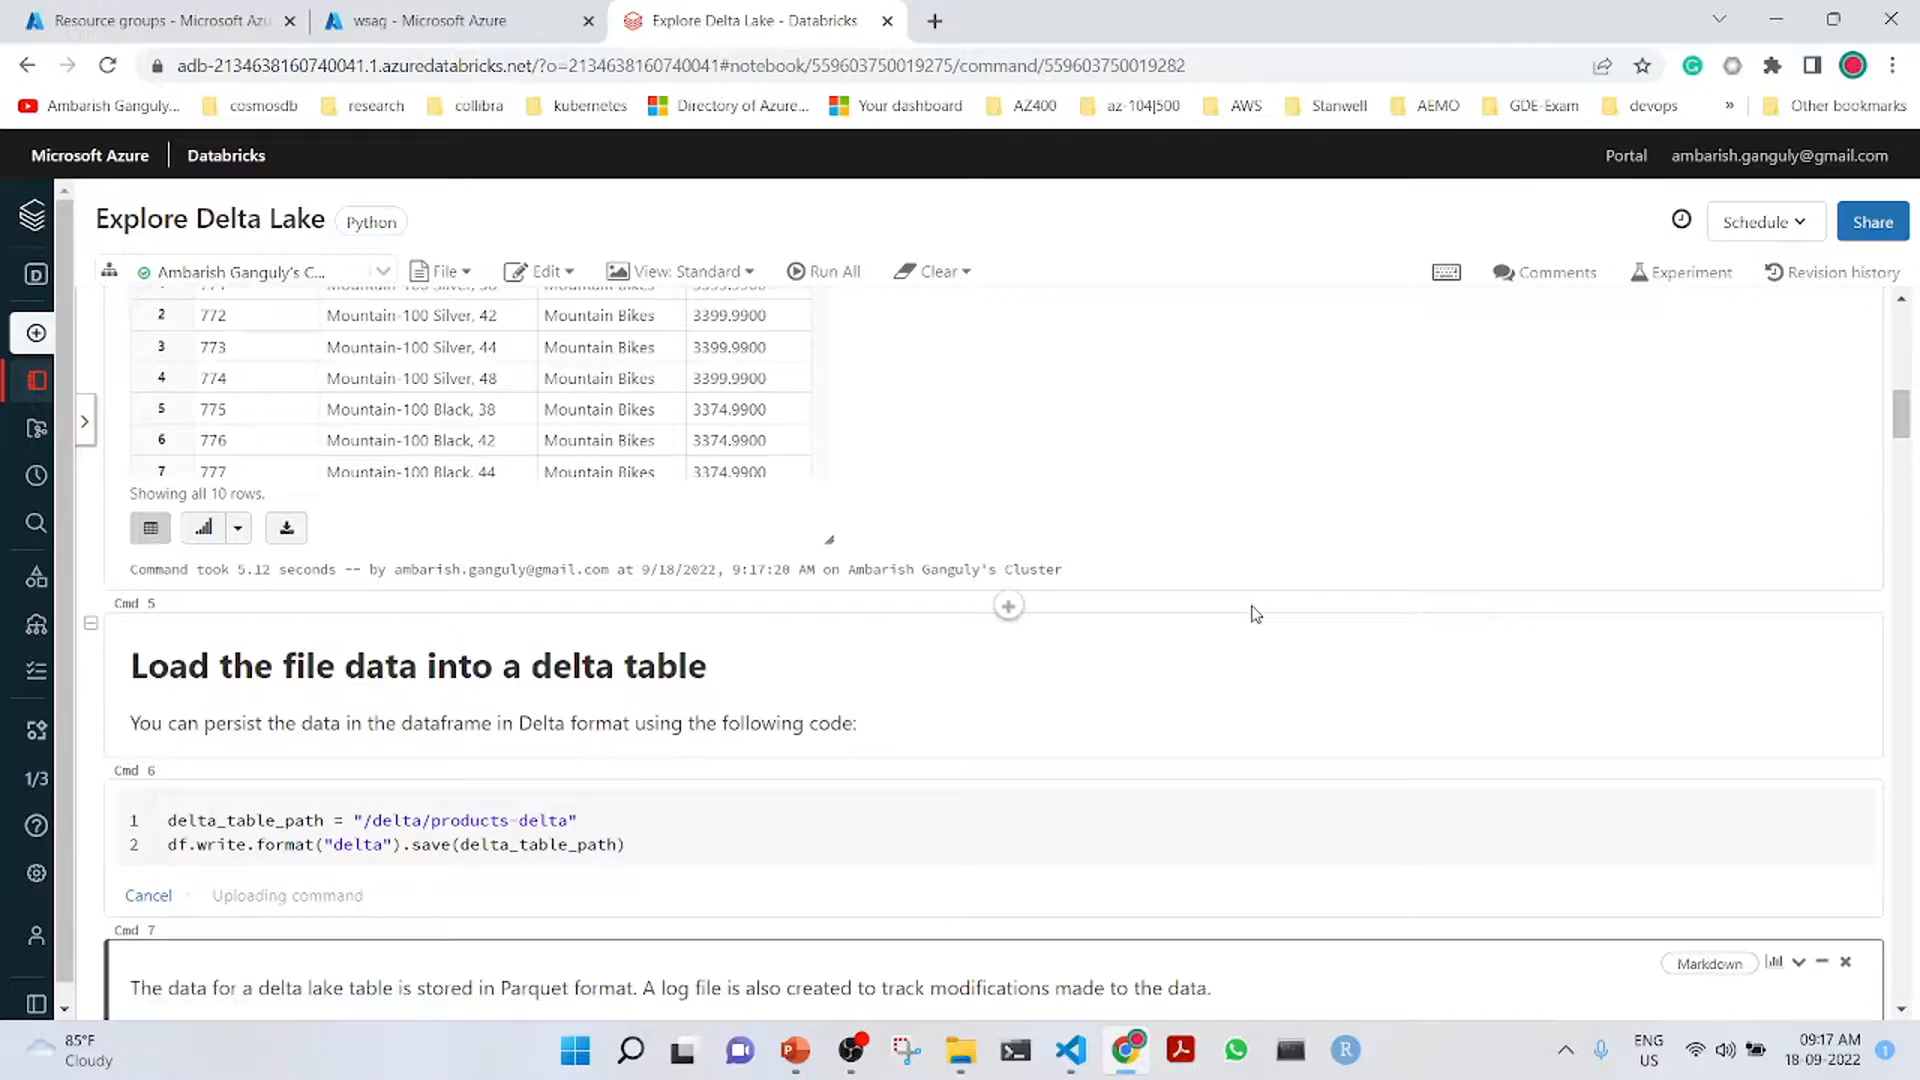 Resource groups - Microsoft Azu
wsag - Microsoft Azure
Explore Delta Lake - Databricks
adb-2134638160740041.1.azuredatabricks.net/?o=2134638160740041#notebook/559603750019275/command/559603750019282
Ambarish Ganguly...
cosmosdb
research
collibra
kubernetes
Directory of Azure...
Your dashboard
AZ400
az-104|500
AWS
Stanwell
AEMO
GDE-Exam
devops
»
Other bookmarks
Microsoft Azure
Databricks
Portal
ambarish.ganguly@gmail.com
Explore Delta Lake
Python
Schedule
Share
Ambarish Ganguly's C...
File
Edit
View: Standard
Run All
Clear
Comments
Experiment
Revision history
2 772 Mountain-100 Silver, 42 Mountain Bikes 3399.9900
3 773 Mountain-100 Silver, 44 Mountain Bikes 3399.9900
4 774 Mountain-100 Silver, 48 Mountain Bikes 3399.9900
5 775 Mountain-100 Black, 38 Mountain Bikes 3374.9900
6 776 Mountain-100 Black, 42 Mountain Bikes 3374.9900
7 777 Mountain-100 Black, 44 Mountain Bikes 3374.9900
Showing all 10 rows.
Command took 5.12 seconds -- by ambarish.ganguly@gmail.com at 9/18/2022, 9:17:20 AM on Ambarish Ganguly's Cluster
Cmd 5
Load the file data into a delta table
You can persist the data in the dataframe in Delta format using the following code:
Cmd 6
1 delta_table_path = "/delta/products-delta"
2 df.write.format("delta").save(delta_table_path)
Cancel
Uploading command
Cmd 7
Markdown
The data for a delta lake table is stored in Parquet format. A log file is also created to track modifications made to the data.
1/3
85°F
Cloudy
ENG
US
09:17 AM
18-09-2022
1